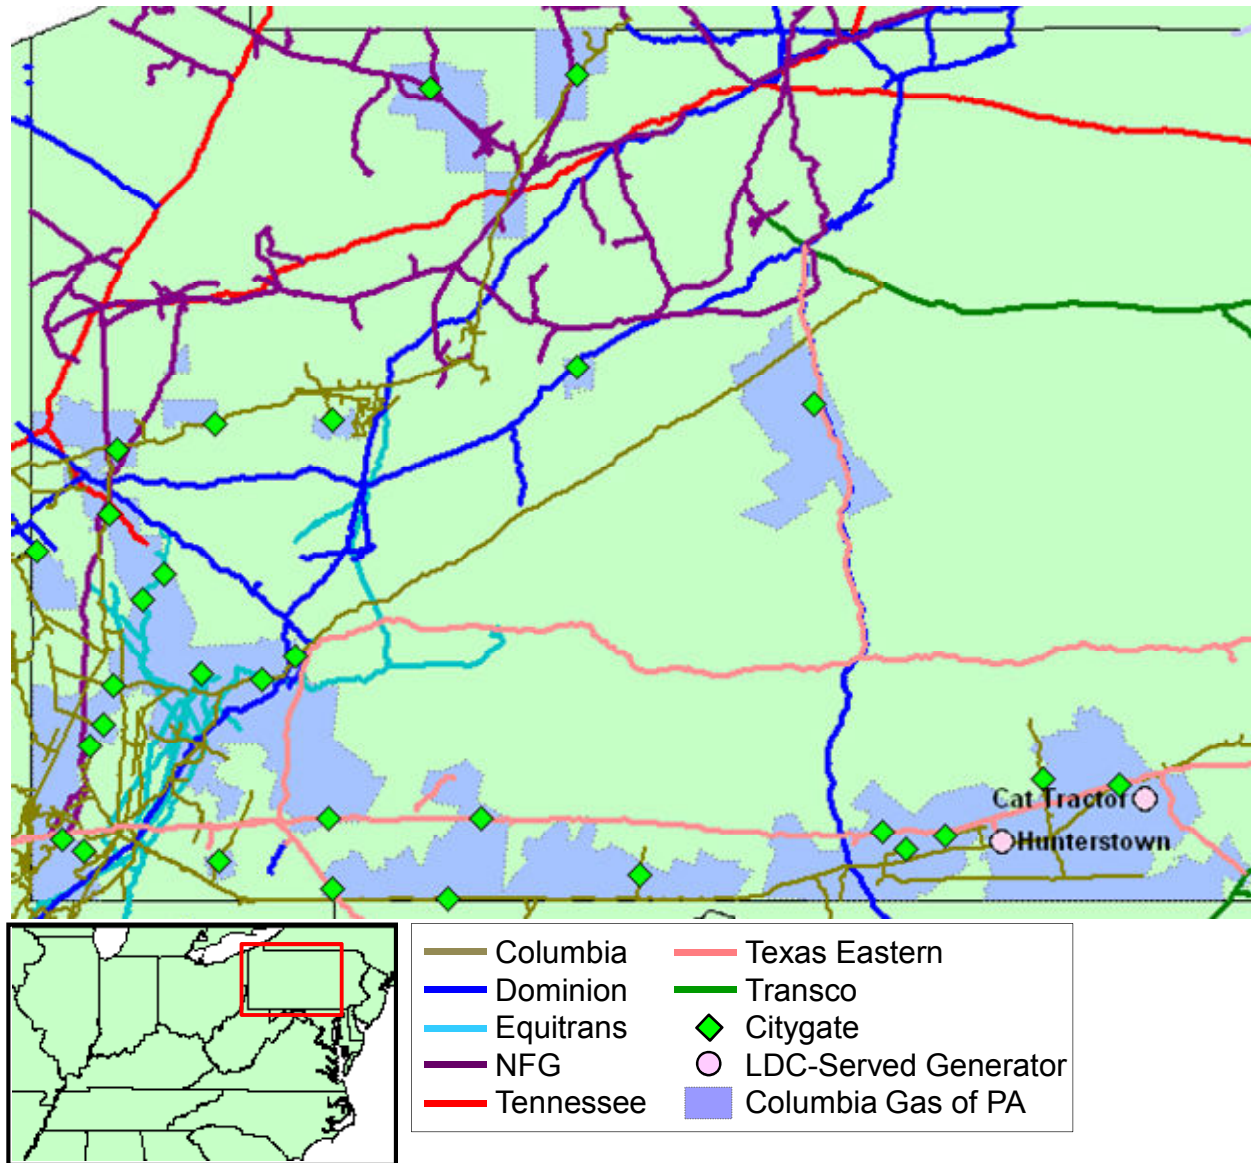 Cat Tractor
Hunterstown
Columbia
Dominion
Equitrans
NFG
Tennessee
Texas Eastern
Transco
Citygate
LDC-Served Generator
Columbia Gas of PA